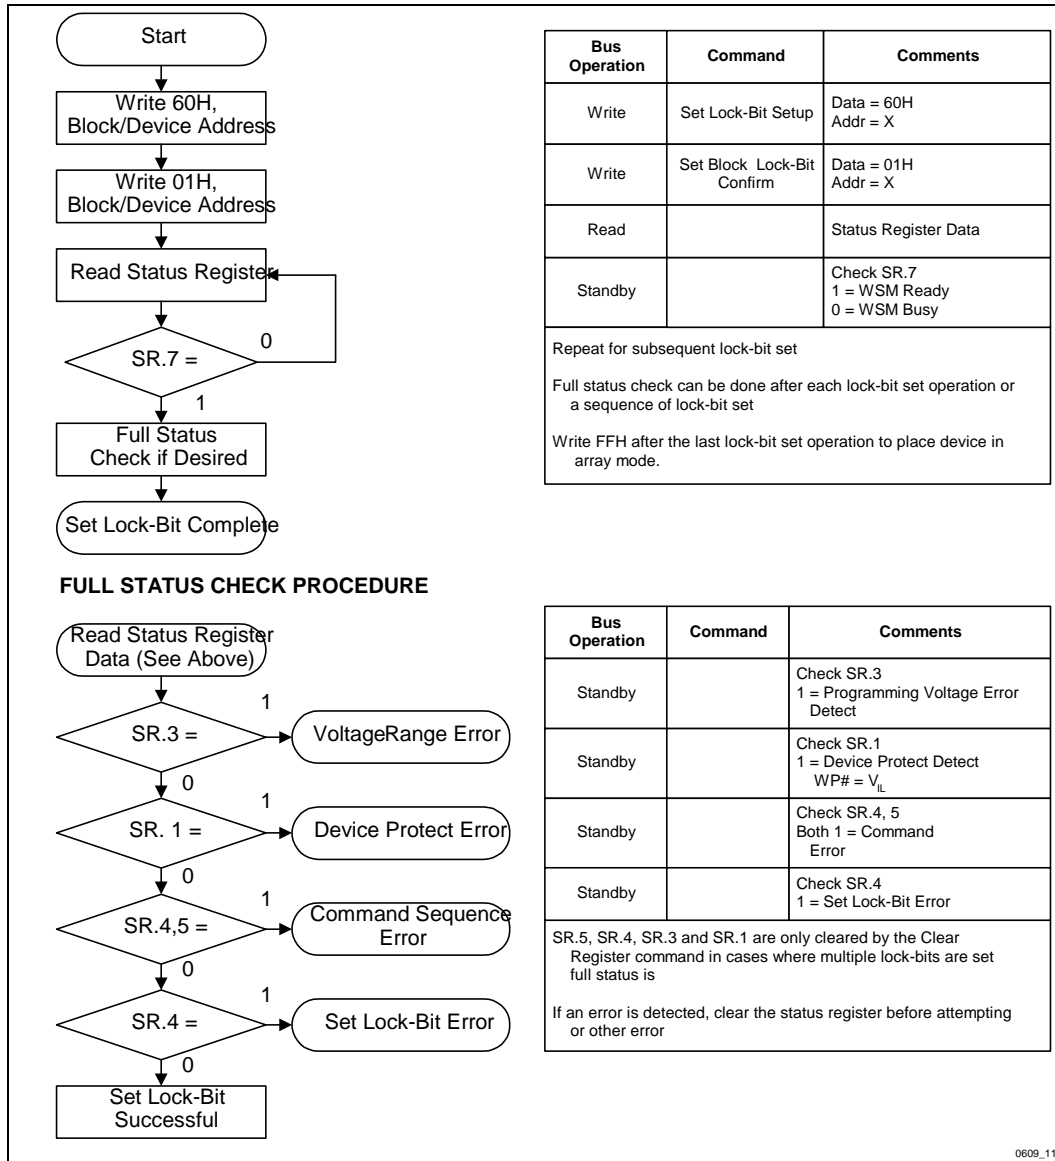 Start
Write 60H,
Block/Device Address
Write 01H,
Block/Device Address
Read Status Register
SR.7 =
0
1
Full Status
Check if Desired
Set Lock-Bit Complete
Bus
Operation
Command
Comments
Write
Set Lock-Bit Setup
Data = 60H
Addr = X
Write
Set Block Lock-Bit
Confirm
Data = 01H
Addr = X
Read
Status Register Data
Standby
Check SR.7
1 = WSM Ready
0 = WSM Busy
Repeat for subsequent lock-bit set
Full status check can be done after each lock-bit set operation or
a sequence of lock-bit set
Write FFH after the last lock-bit set operation to place device in
array mode.
FULL STATUS CHECK PROCEDURE
Read Status Register
Data (See Above)
SR.3 =
1
VoltageRange Error
0
SR. 1 =
1
Device Protect Error
0
SR.4,5 =
1
Command Sequence
Error
0
SR.4 =
1
Set Lock-Bit Error
0
Set Lock-Bit
Successful
Bus
Operation
Command
Comments
Standby
Check SR.3
1 = Programming Voltage Error
Detect
Standby
Check SR.1
1 = Device Protect Detect
WP# = VIL
Standby
Check SR.4, 5
Both 1 = Command
Error
Standby
Check SR.4
1 = Set Lock-Bit Error
SR.5, SR.4, SR.3 and SR.1 are only cleared by the Clear
Register command in cases where multiple lock-bits are set
full status is
If an error is detected, clear the status register before attempting
or other error
0609_11